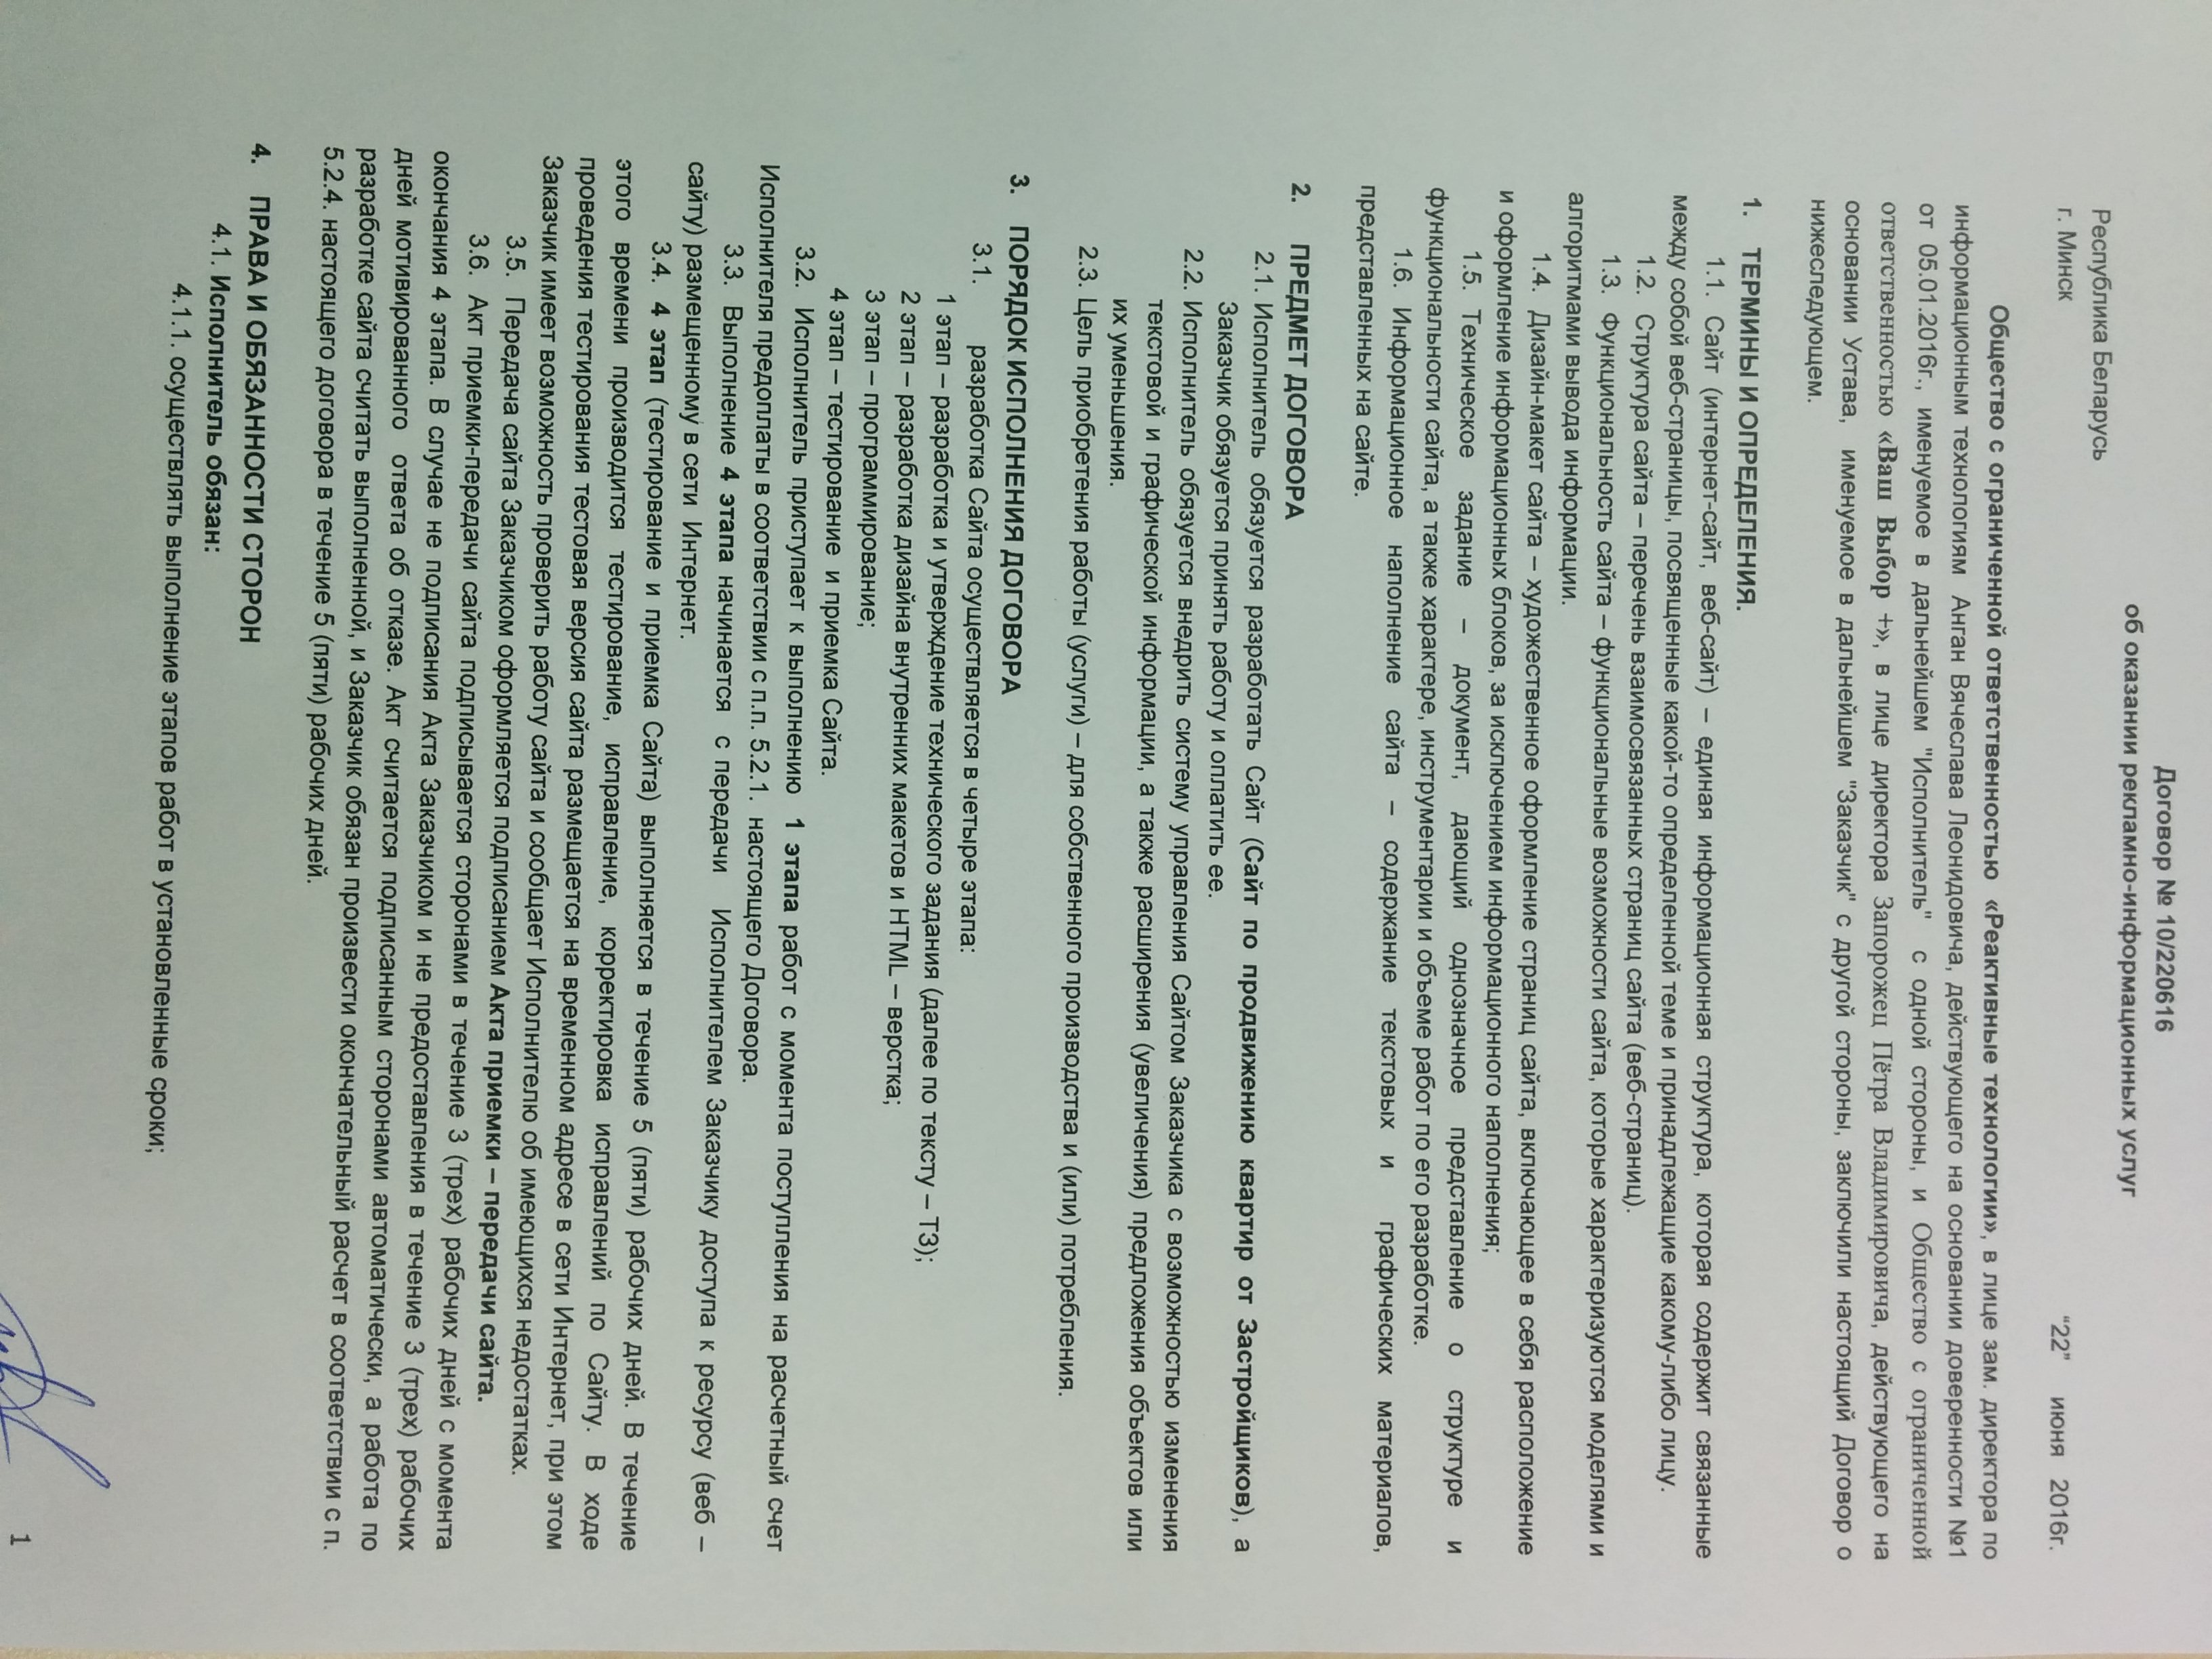 Договор № 10/220616
об оказании рекламно-информационных услуг
Республика Беларусь
г. Минск “22” июня 2016г.
Общество с ограниченной ответственностью «Реактивные технологии», в лице зам. директора по
информационным технологиям Анган Вячеслава Леонидовича, действующего на основании доверенности №1
от 05.01.2016г., именуемое в дальнейшем "Исполнитель" с одной стороны, и Общество с ограниченной
ответственностью «Ваш Выбор +», в лице директора Запорожец Пётра Владимировича, действующего на
основании Устава, именуемое в дальнейшем "Заказчик" с другой стороны, заключили настоящий Договор о
нижеследующем.
1. ТЕРМИНЫ И ОПРЕДЕЛЕНИЯ.
1.1. Сайт (интернет-сайт, веб-сайт) – единая информационная структура, которая содержит связанные
между собой веб-страницы, посвященные какой-то определенной теме и принадлежащие какому-либо лицу.
1.2. Структура сайта – перечень взаимосвязанных страниц сайта (веб-страниц).
1.3. Функциональность сайта – функциональные возможности сайта, которые характеризуются моделями и
алгоритмами вывода информации.
1.4. Дизайн-макет сайта – художественное оформление страниц сайта, включающее в себя расположение
и оформление информационных блоков, за исключением информационного наполнения;
1.5. Техническое задание – документ, дающий однозначное представление о структуре и
функциональности сайта, а также характере, инструментарии и объеме работ по его разработке.
1.6. Информационное наполнение сайта – содержание текстовых и графических материалов,
представленных на сайте.
2. ПРЕДМЕТ ДОГОВОРА
2.1. Исполнитель обязуется разработать Сайт (Сайт по продвижению квартир от Застройщиков), а
Заказчик обязуется принять работу и оплатить ее.
2.2. Исполнитель обязуется внедрить систему управления Сайтом Заказчика с возможностью изменения
текстовой и графической информации, а также расширения (увеличения) предложения объектов или
их уменьшения.
2.3. Цель приобретения работы (услуги) – для собственного производства и (или) потребления.
3. ПОРЯДОК ИСПОЛНЕНИЯ ДОГОВОРА
3.1. разработка Сайта осуществляется в четыре этапа:
1 этап – разработка и утверждение технического задания (далее по тексту – ТЗ);
2 этап – разработка дизайна внутренних макетов и HTML – верстка;
3 этап – программирование;
4 этап – тестирование и приемка Сайта.
3.2. Исполнитель приступает к выполнению 1 этапа работ с момента поступления на расчетный счет
Исполнителя предоплаты в соответствии с п.п. 5.2.1. настоящего Договора.
3.3. Выполнение 4 этапа начинается с передачи Исполнителем Заказчику доступа к ресурсу (веб –
сайту) размещенному в сети Интернет.
3.4. 4 этап (тестирование и приемка Сайта) выполняется в течение 5 (пяти) рабочих дней. В течение
этого времени производится тестирование, исправление, корректировка исправлений по Сайту. В ходе
проведения тестирования тестовая версия сайта размещается на временном адресе в сети Интернет, при этом
Заказчик имеет возможность проверить работу сайта и сообщает Исполнителю об имеющихся недостатках.
3.5. Передача сайта Заказчиком оформляется подписанием Акта приемки – передачи сайта.
3.6. Акт приемки-передачи сайта подписывается сторонами в течение 3 (трех) рабочих дней с момента
окончания 4 этапа. В случае не подписания Акта Заказчиком и не предоставления в течение 3 (трех) рабочих
дней мотивированного ответа об отказе. Акт считается подписанным сторонами автоматически, а работа по
разработке сайта считать выполненной, и Заказчик обязан произвести окончательный расчет в соответствии с п.
5.2.4. настоящего договора в течение 5 (пяти) рабочих дней.
4. ПРАВА И ОБЯЗАННОСТИ СТОРОН
4.1. Исполнитель обязан:
4.1.1. осуществлять выполнение этапов работ в установленные сроки;
1